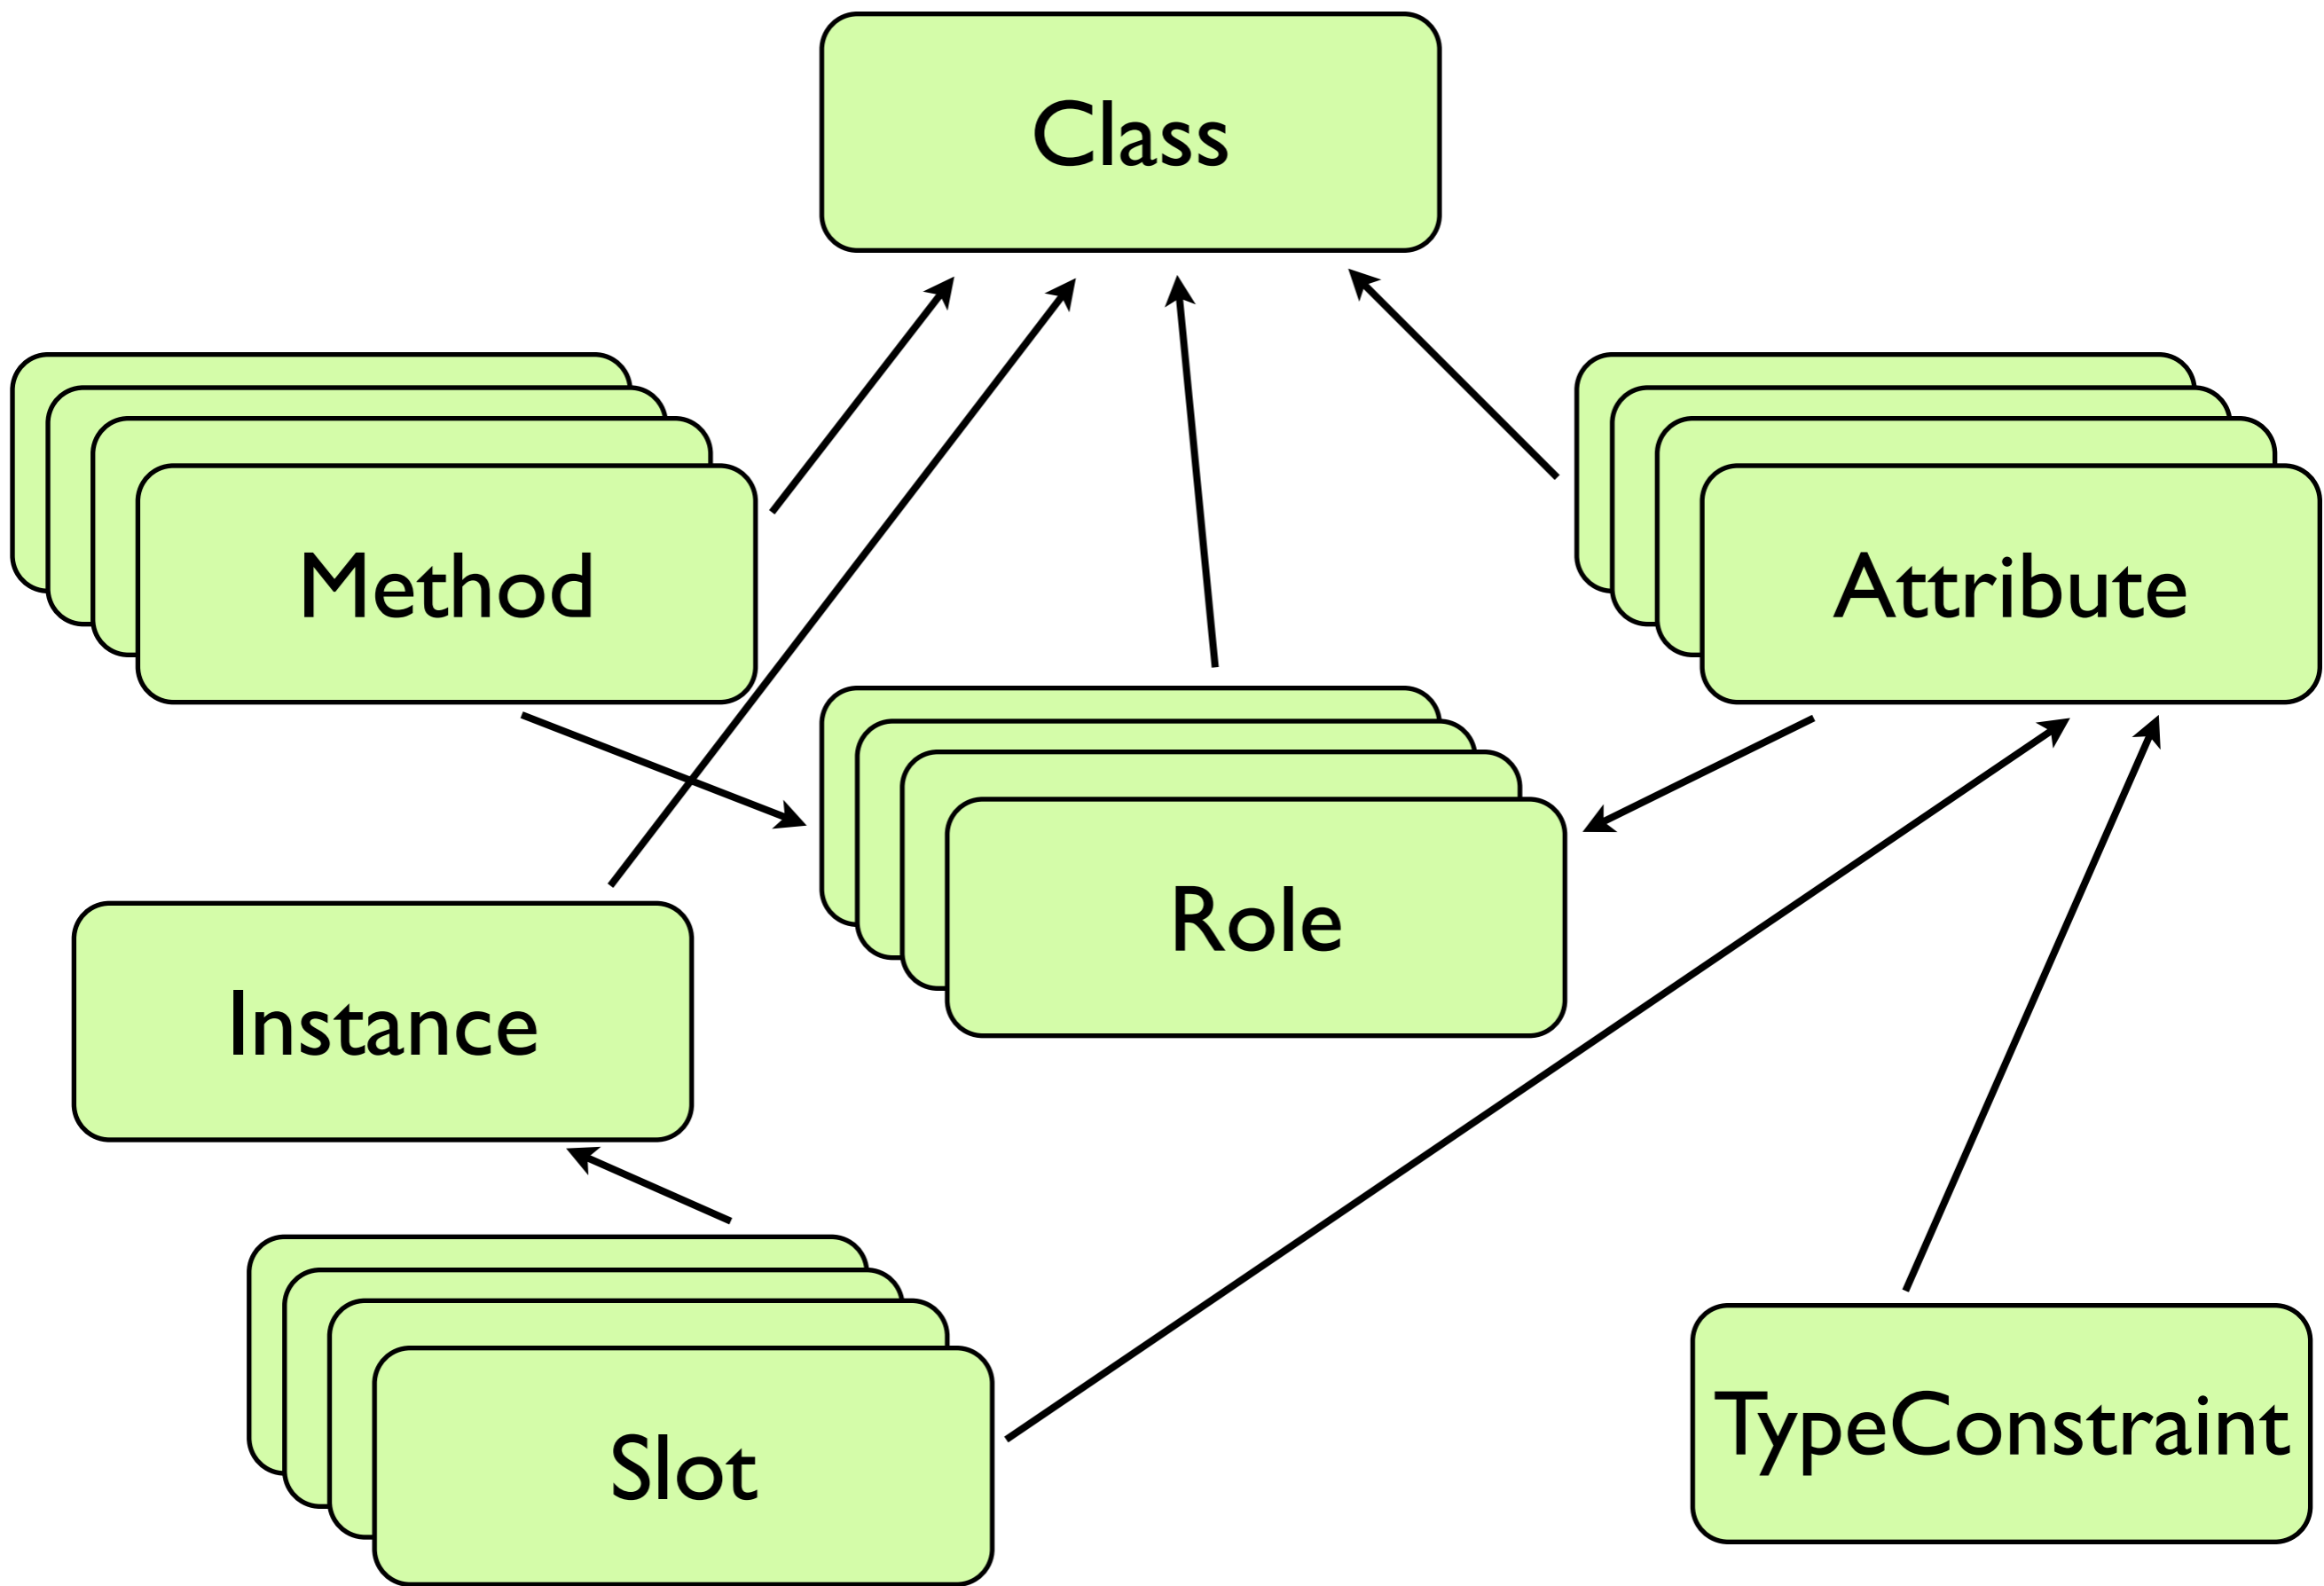 Class
Method
Attribute
Role
Instance
Slot
TypeConstraint